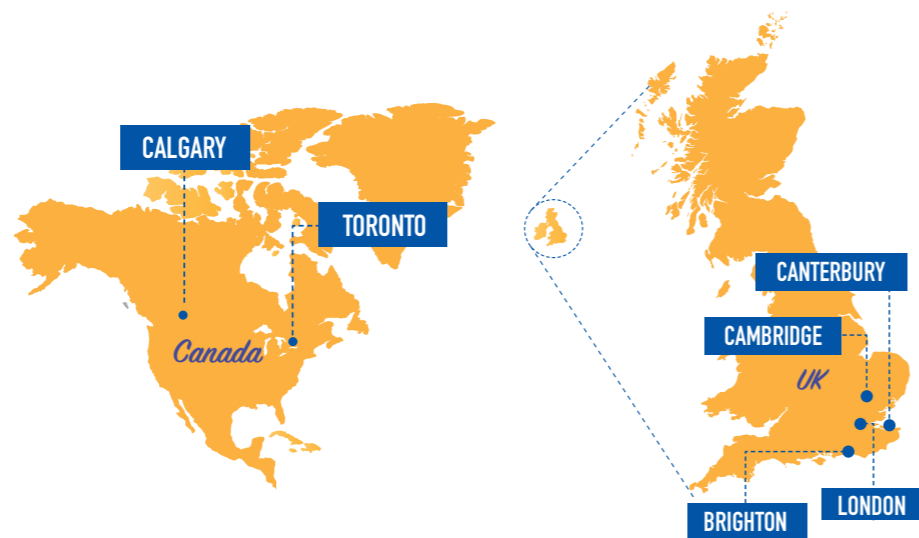 CALGARY
TORONTO
Canada
CANTERBURY
CAMBRIDGE
UK
LONDON
BRIGHTON